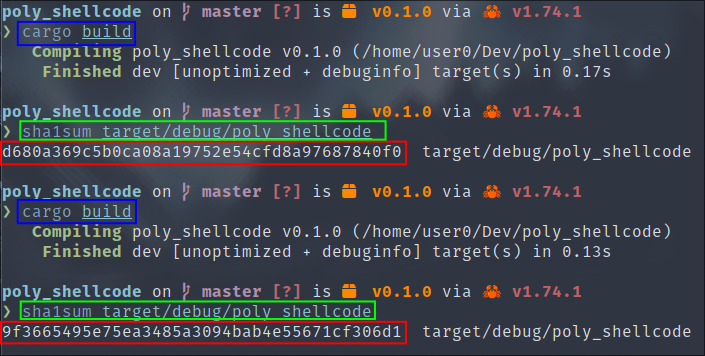 poly_shellcode on master [?] is v0.1.0 via v1.74.1
❯ cargo build
Compiling poly_shellcode v0.1.0 (/home/user0/Dev/poly_shellcode)
Finished dev [unoptimized + debuginfo] target(s) in 0.17s
poly_shellcode on master [?] is v0.1.0 via v1.74.1
❯ sha1sum target/debug/poly_shellcode
d680a369c5b0ca08a19752e54cfd8a97687840f0 target/debug/poly_shellcode
poly_shellcode on master [?] is v0.1.0 via v1.74.1
❯ cargo build
Compiling poly_shellcode v0.1.0 (/home/user0/Dev/poly_shellcode)
Finished dev [unoptimized + debuginfo] target(s) in 0.13s
poly_shellcode on master [?] is v0.1.0 via v1.74.1
❯ sha1sum target/debug/poly_shellcode
9f3665495e75ea3485a3094bab4e55671cf306d1 target/debug/poly_shellcode